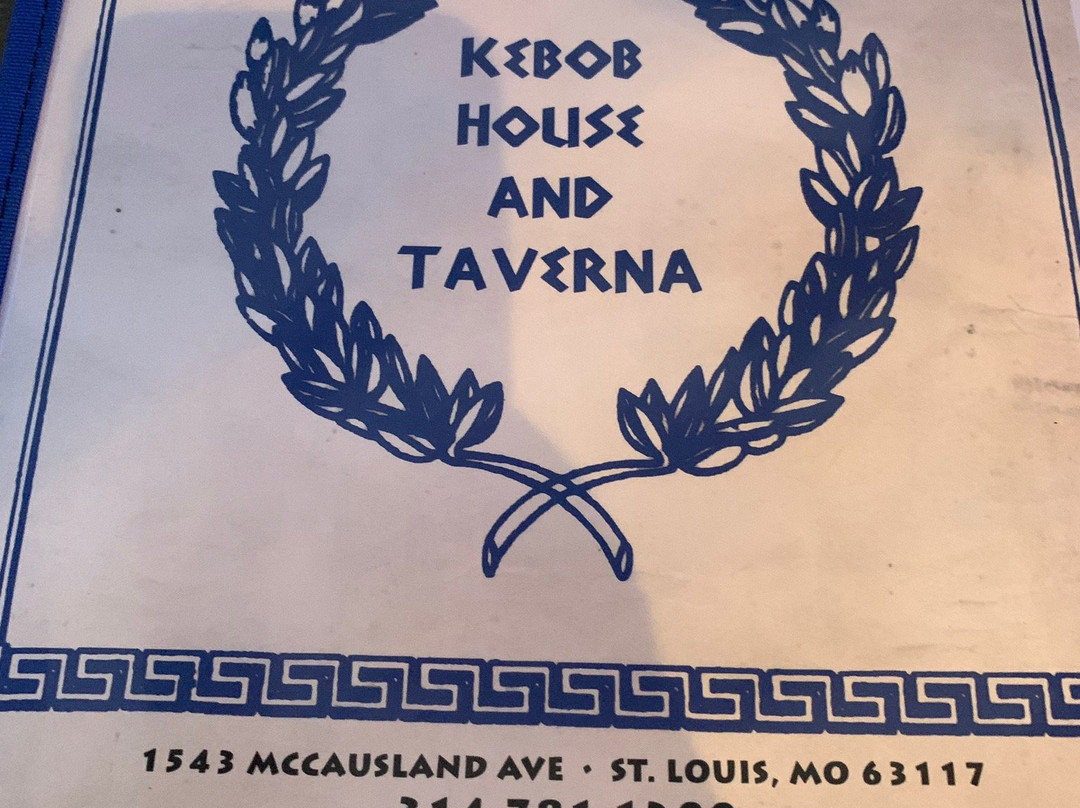 KEBOB
HOUSE
AND
TAVERNA
1543 MCCAUSLAND AVE · ST. LOUIS, MO 63117